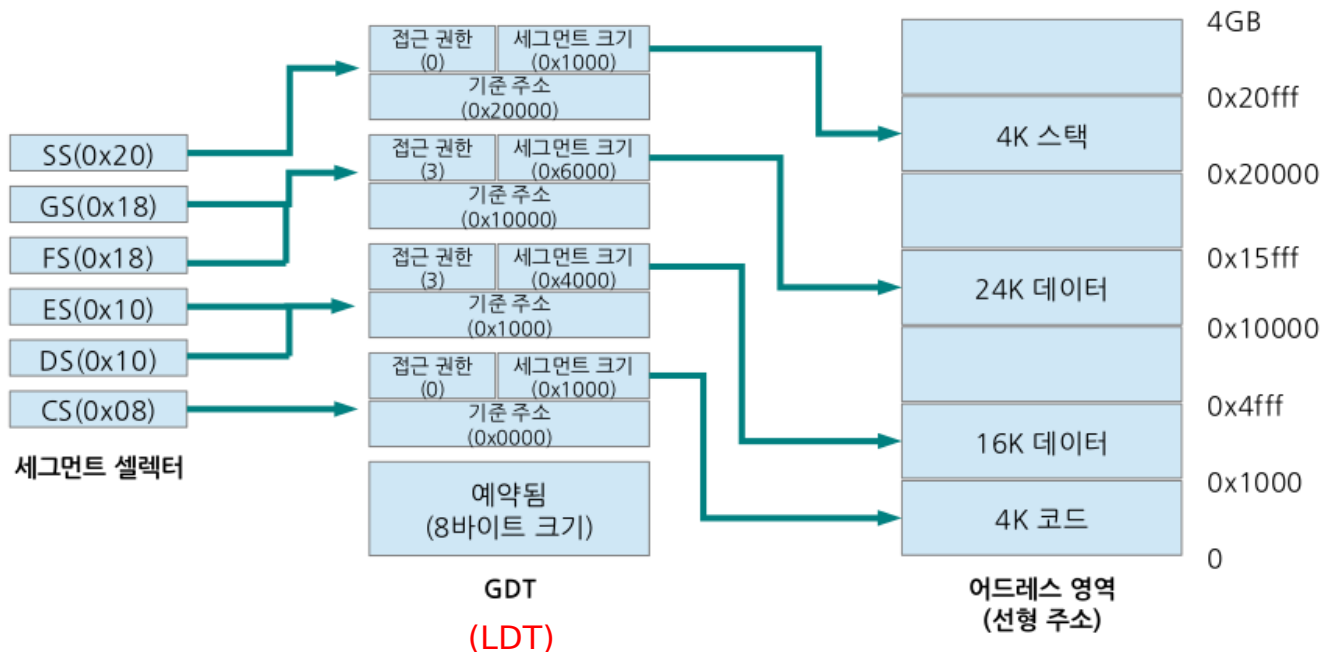 SS(0x20)
GS(0x18)
FS(0x18)
ES(0x10)
DS(0x10)
CS(0x08)
세그먼트 셀렉터
접근 권한
(0)
세그먼트 크기
(0x1000)
기준 주소
(0x20000)
접근 권한
(3)
세그먼트 크기
(0x6000)
기준 주소
(0x10000)
접근 권한
(3)
세그먼트 크기
(0x4000)
기준 주소
(0x1000)
접근 권한
(0)
세그먼트 크기
(0x1000)
기준 주소
(0x0000)
예약됨
(8바이트 크기)
GDT
(LDT)
4K 스택
24K 데이터
16K 데이터
4K 코드
어드레스 영역
(선형 주소)
4GB
0x20fff
0x20000
0x15fff
0x10000
0x4fff
0x1000
0